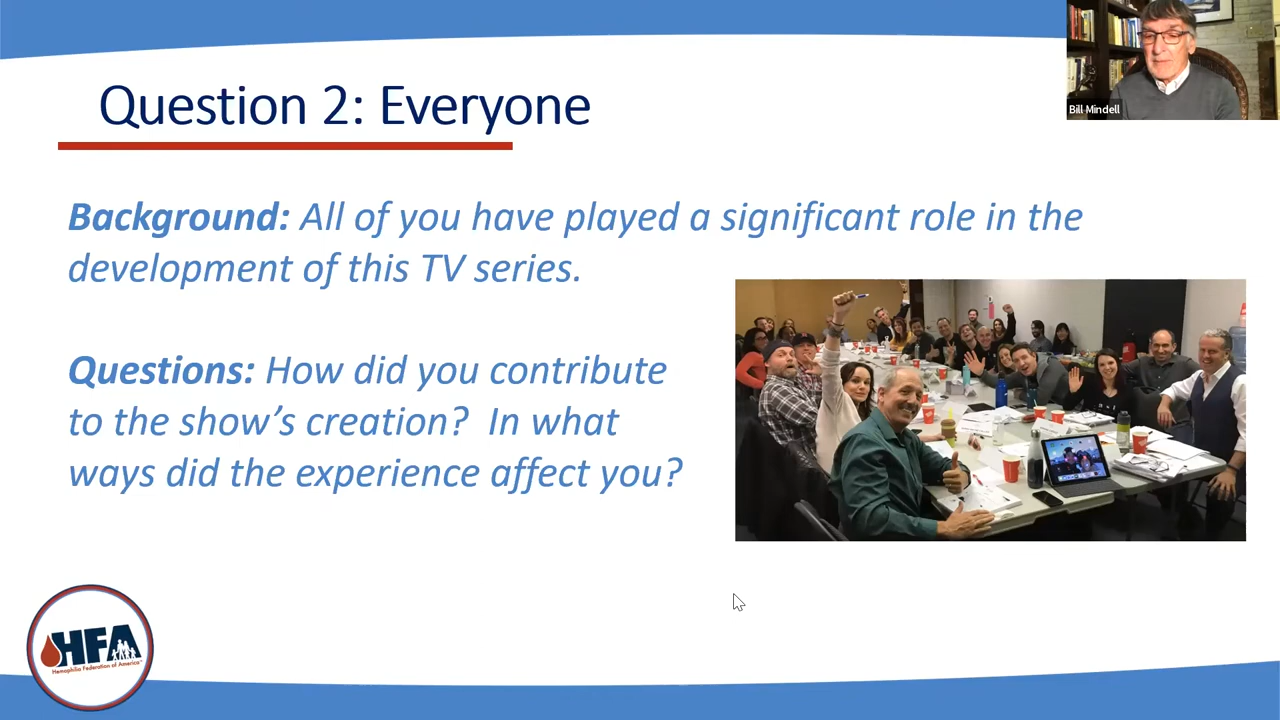 Bill Mindell
Question 2: Everyone
Background: All of you have played a significant role in the
development of this TV series.
Questions: How did you contribute
to the show’s creation?  In what
ways did the experience affect you?
HFA
Hemophilia Federation of America